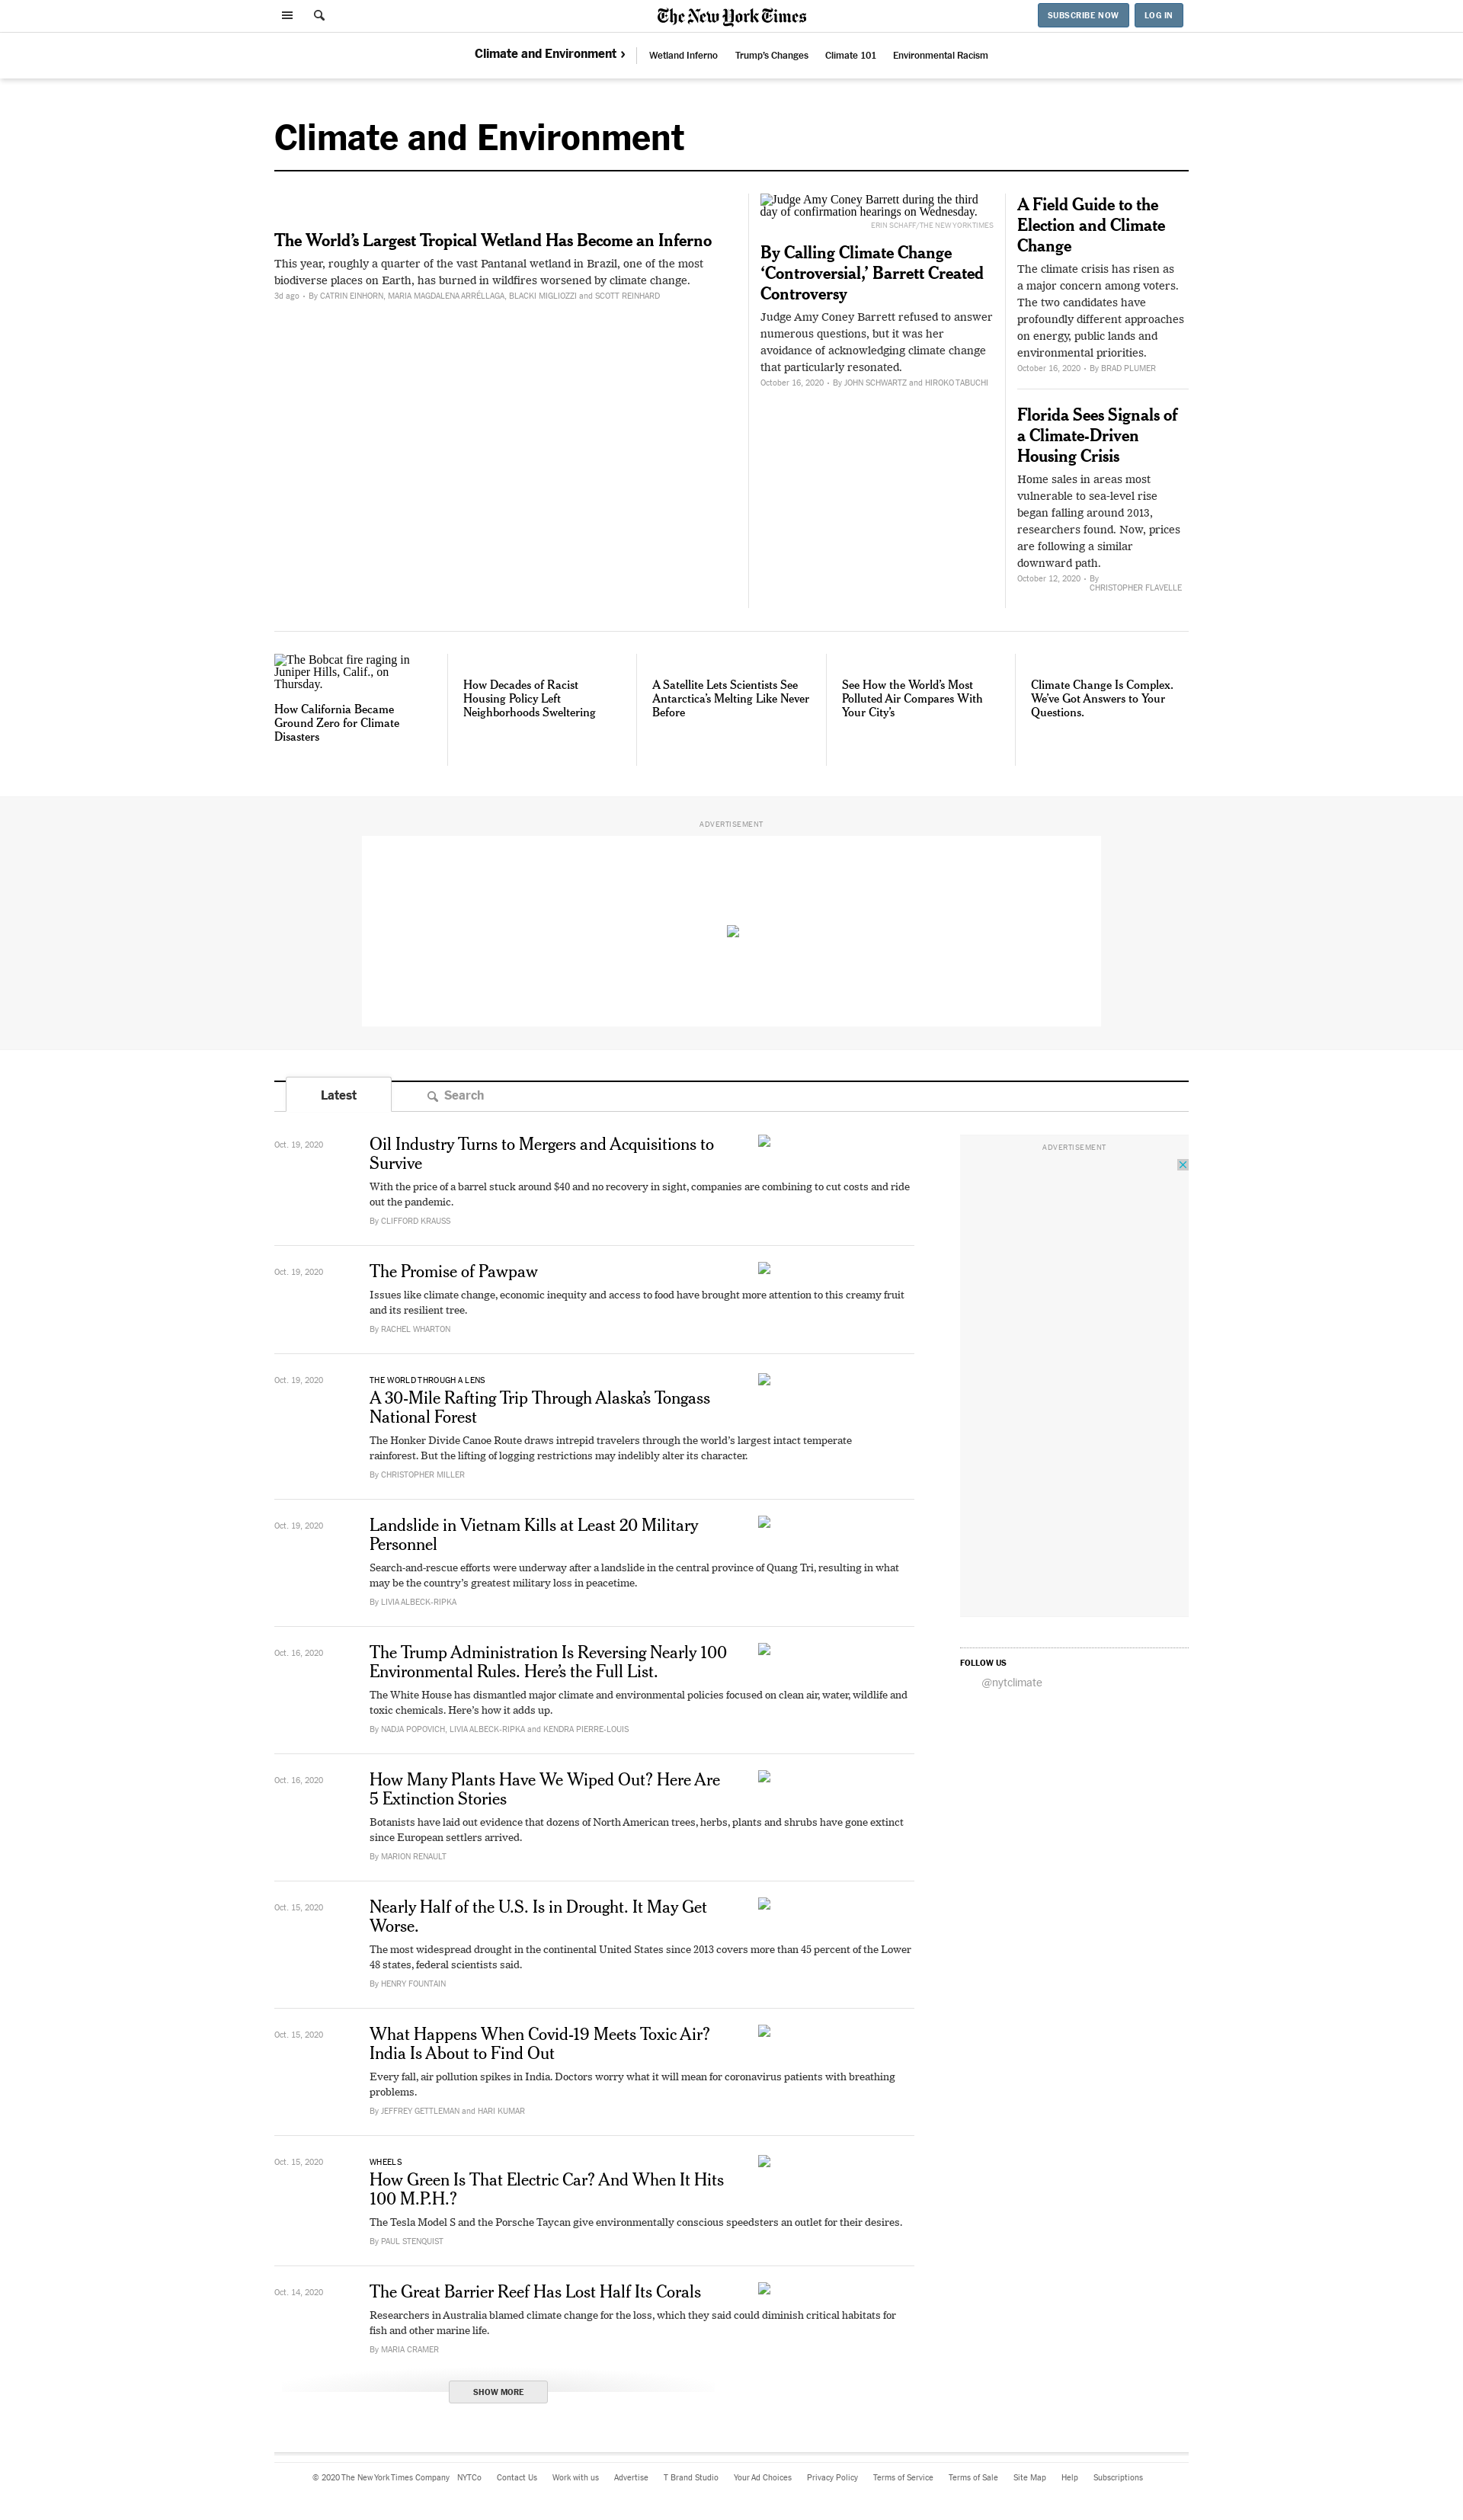 The New York Times
SUBSCRIBE NOW
LOG IN
Climate and Environment ›
Wetland Inferno
Trump's Changes
Climate 101
Environmental Racism
Climate and Environment
The World's Largest Tropical Wetland Has Become an Inferno
This year, roughly a quarter of the vast Pantanal wetland in Brazil, one of the most
biodiverse places on Earth, has burned in wildfires worsened by climate change.
3d ago · By CATRIN EINHORN, MARIA MAGDALENA ARRÉLLAGA, BLACKI MIGLIOZZI and SCOTT REINHARD
Judge Amy Coney Barrett during the third
day of confirmation hearings on Wednesday.
ERIN SCHAFF/THE NEW YORK TIMES
By Calling Climate Change
‘Controversial,’ Barrett Created
Controversy
Judge Amy Coney Barrett refused to answer
numerous questions, but it was her
avoidance of acknowledging climate change
that particularly resonated.
October 16, 2020 · By JOHN SCHWARTZ and HIROKO TABUCHI
A Field Guide to the
Election and Climate
Change
The climate crisis has risen as
a major concern among voters.
The two candidates have
profoundly different approaches
on energy, public lands and
environmental priorities.
October 16, 2020 · By BRAD PLUMER
Florida Sees Signals of
a Climate-Driven
Housing Crisis
Home sales in areas most
vulnerable to sea-level rise
began falling around 2013,
researchers found. Now, prices
are following a similar
downward path.
October 12, 2020 · By
CHRISTOPHER FLAVELLE
The Bobcat fire raging in
Juniper Hills, Calif., on
Thursday.
How California Became
Ground Zero for Climate
Disasters
How Decades of Racist
Housing Policy Left
Neighborhoods Sweltering
A Satellite Lets Scientists See
Antarctica's Melting Like Never
Before
See How the World's Most
Polluted Air Compares With
Your City's
Climate Change Is Complex.
We've Got Answers to Your
Questions.
ADVERTISEMENT
Latest
Search
Oct. 19, 2020
Oil Industry Turns to Mergers and Acquisitions to
Survive
With the price of a barrel stuck around $40 and no recovery in sight, companies are combining to cut costs and ride
out the pandemic.
By CLIFFORD KRAUSS
Oct. 19, 2020
The Promise of Pawpaw
Issues like climate change, economic inequity and access to food have brought more attention to this creamy fruit
and its resilient tree.
By RACHEL WHARTON
Oct. 19, 2020
THE WORLD THROUGH A LENS
A 30-Mile Rafting Trip Through Alaska's Tongass
National Forest
The Honker Divide Canoe Route draws intrepid travelers through the world's largest intact temperate
rainforest. But the lifting of logging restrictions may indelibly alter its character.
By CHRISTOPHER MILLER
Oct. 19, 2020
Landslide in Vietnam Kills at Least 20 Military
Personnel
Search-and-rescue efforts were underway after a landslide in the central province of Quang Tri, resulting in what
may be the country's greatest military loss in peacetime.
By LIVIA ALBECK-RIPKA
Oct. 16, 2020
The Trump Administration Is Reversing Nearly 100
Environmental Rules. Here's the Full List.
The White House has dismantled major climate and environmental policies focused on clean air, water, wildlife and
toxic chemicals. Here's how it adds up.
By NADJA POPOVICH, LIVIA ALBECK-RIPKA and KENDRA PIERRE-LOUIS
Oct. 16, 2020
How Many Plants Have We Wiped Out? Here Are
5 Extinction Stories
Botanists have laid out evidence that dozens of North American trees, herbs, plants and shrubs have gone extinct
since European settlers arrived.
By MARION RENAULT
Oct. 15, 2020
Nearly Half of the U.S. Is in Drought. It May Get
Worse.
The most widespread drought in the continental United States since 2013 covers more than 45 percent of the Lower
48 states, federal scientists said.
By HENRY FOUNTAIN
Oct. 15, 2020
What Happens When Covid-19 Meets Toxic Air?
India Is About to Find Out
Every fall, air pollution spikes in India. Doctors worry what it will mean for coronavirus patients with breathing
problems.
By JEFFREY GETTLEMAN and HARI KUMAR
Oct. 15, 2020
WHEELS
How Green Is That Electric Car? And When It Hits
100 M.P.H.?
The Tesla Model S and the Porsche Taycan give environmentally conscious speedsters an outlet for their desires.
By PAUL STENQUIST
Oct. 14, 2020
The Great Barrier Reef Has Lost Half Its Corals
Researchers in Australia blamed climate change for the loss, which they said could diminish critical habitats for
fish and other marine life.
By MARIA CRAMER
SHOW MORE
ADVERTISEMENT
FOLLOW US
@nytclimate
© 2020 The New York Times Company
NYTCo
Contact Us
Work with us
Advertise
T Brand Studio
Your Ad Choices
Privacy Policy
Terms of Service
Terms of Sale
Site Map
Help
Subscriptions